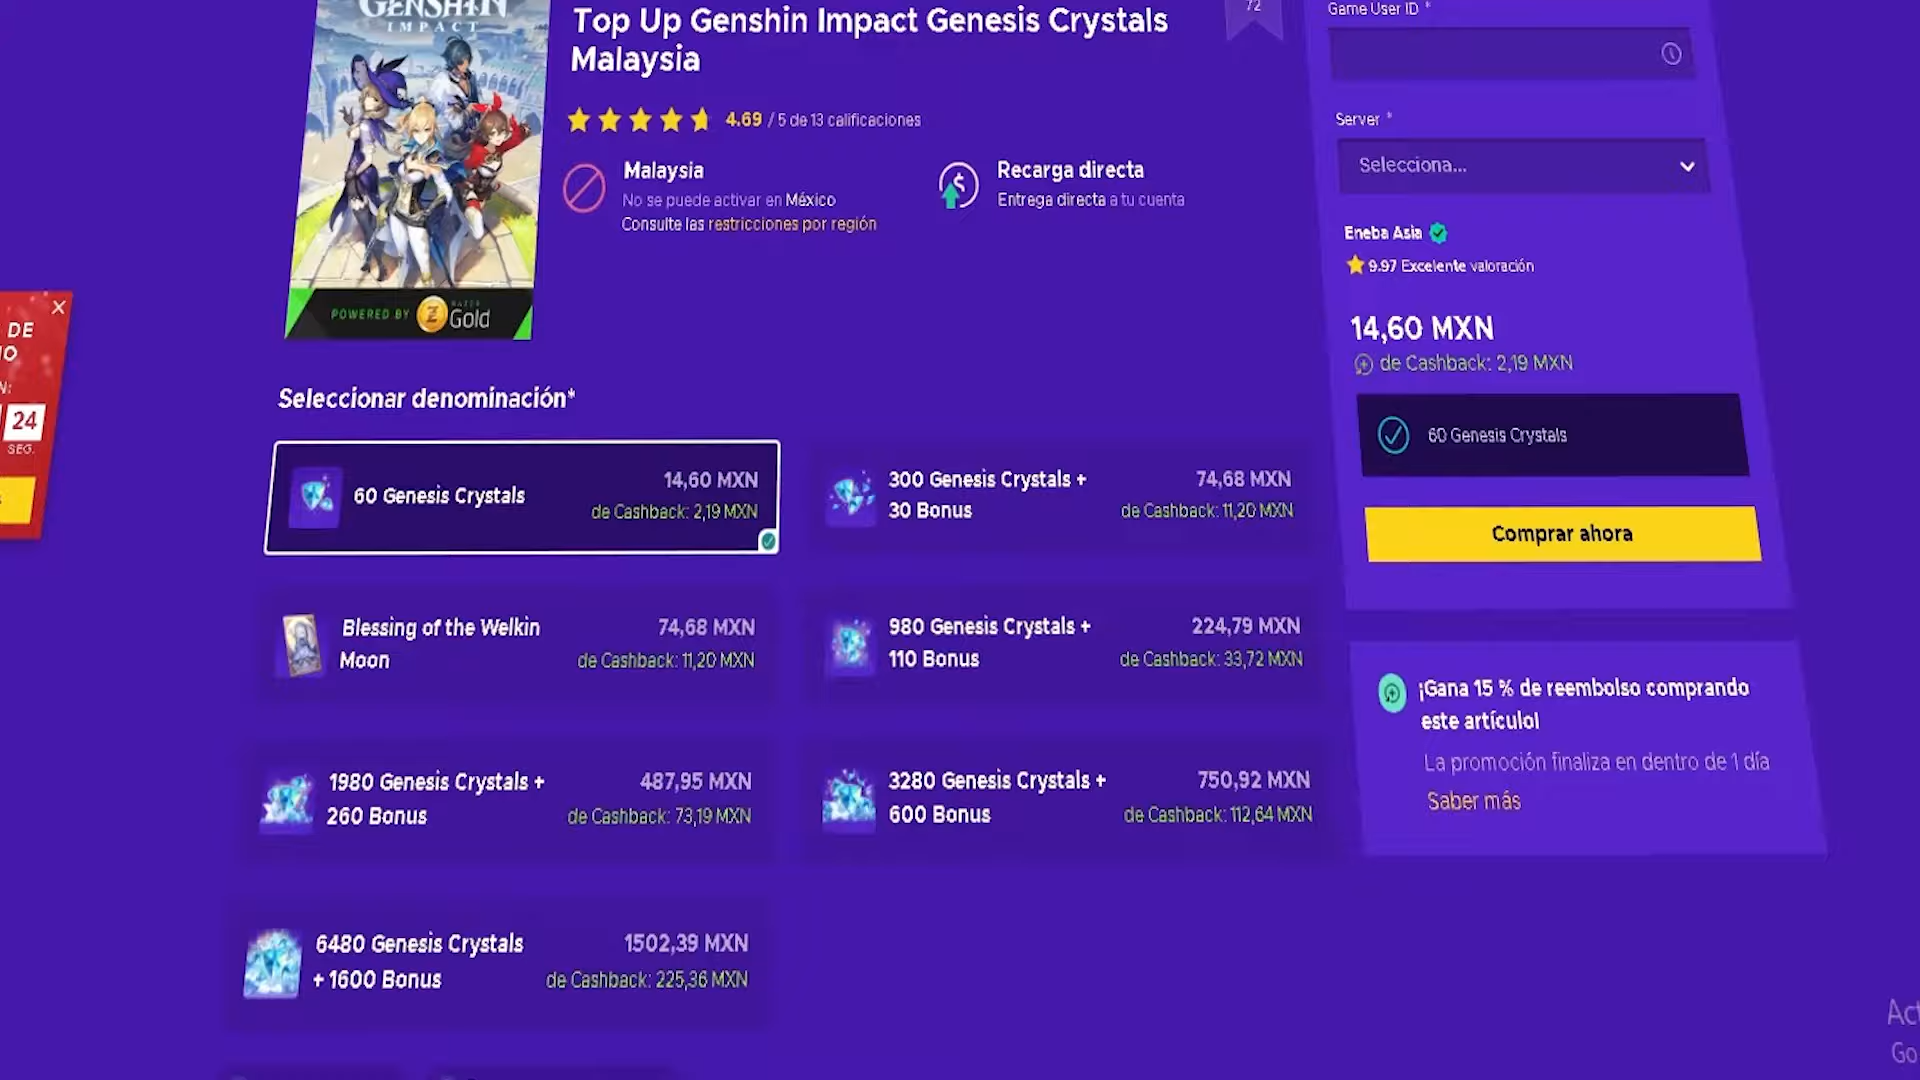 GENSHIN
IMPACT
POWERED BY
RAZER
Gold
Top Up Genshin Impact Genesis Crystals
Malaysia
72
4.69 / 5 de 13 calificaciones
Malaysia
No se puede activar en México
Consulte las restricciones por región
Recarga directa
Entrega directa a tu cuenta
DE
N:
24
SEG.
Seleccionar denominación*
60 Genesis Crystals
14,60 MXN
de Cashback: 2,19 MXN
300 Genesis Crystals +
30 Bonus
74,68 MXN
de Cashback: 11,20 MXN
Blessing of the Welkin
Moon
74,68 MXN
de Cashback: 11,20 MXN
980 Genesis Crystals +
110 Bonus
224,79 MXN
de Cashback: 33,72 MXN
1980 Genesis Crystals +
260 Bonus
487,95 MXN
de Cashback: 73,19 MXN
3280 Genesis Crystals +
600 Bonus
750,92 MXN
de Cashback: 112,64 MXN
6480 Genesis Crystals
+ 1600 Bonus
1502,39 MXN
de Cashback: 225,36 MXN
Game User ID *
Server *
Selecciona...
Eneba Asia
9.97 Excelente valoración
14,60 MXN
de Cashback: 2,19 MXN
60 Genesis Crystals
Comprar ahora
¡Gana 15 % de reembolso comprando
este artículo!
La promoción finaliza en dentro de 1 día
Saber más